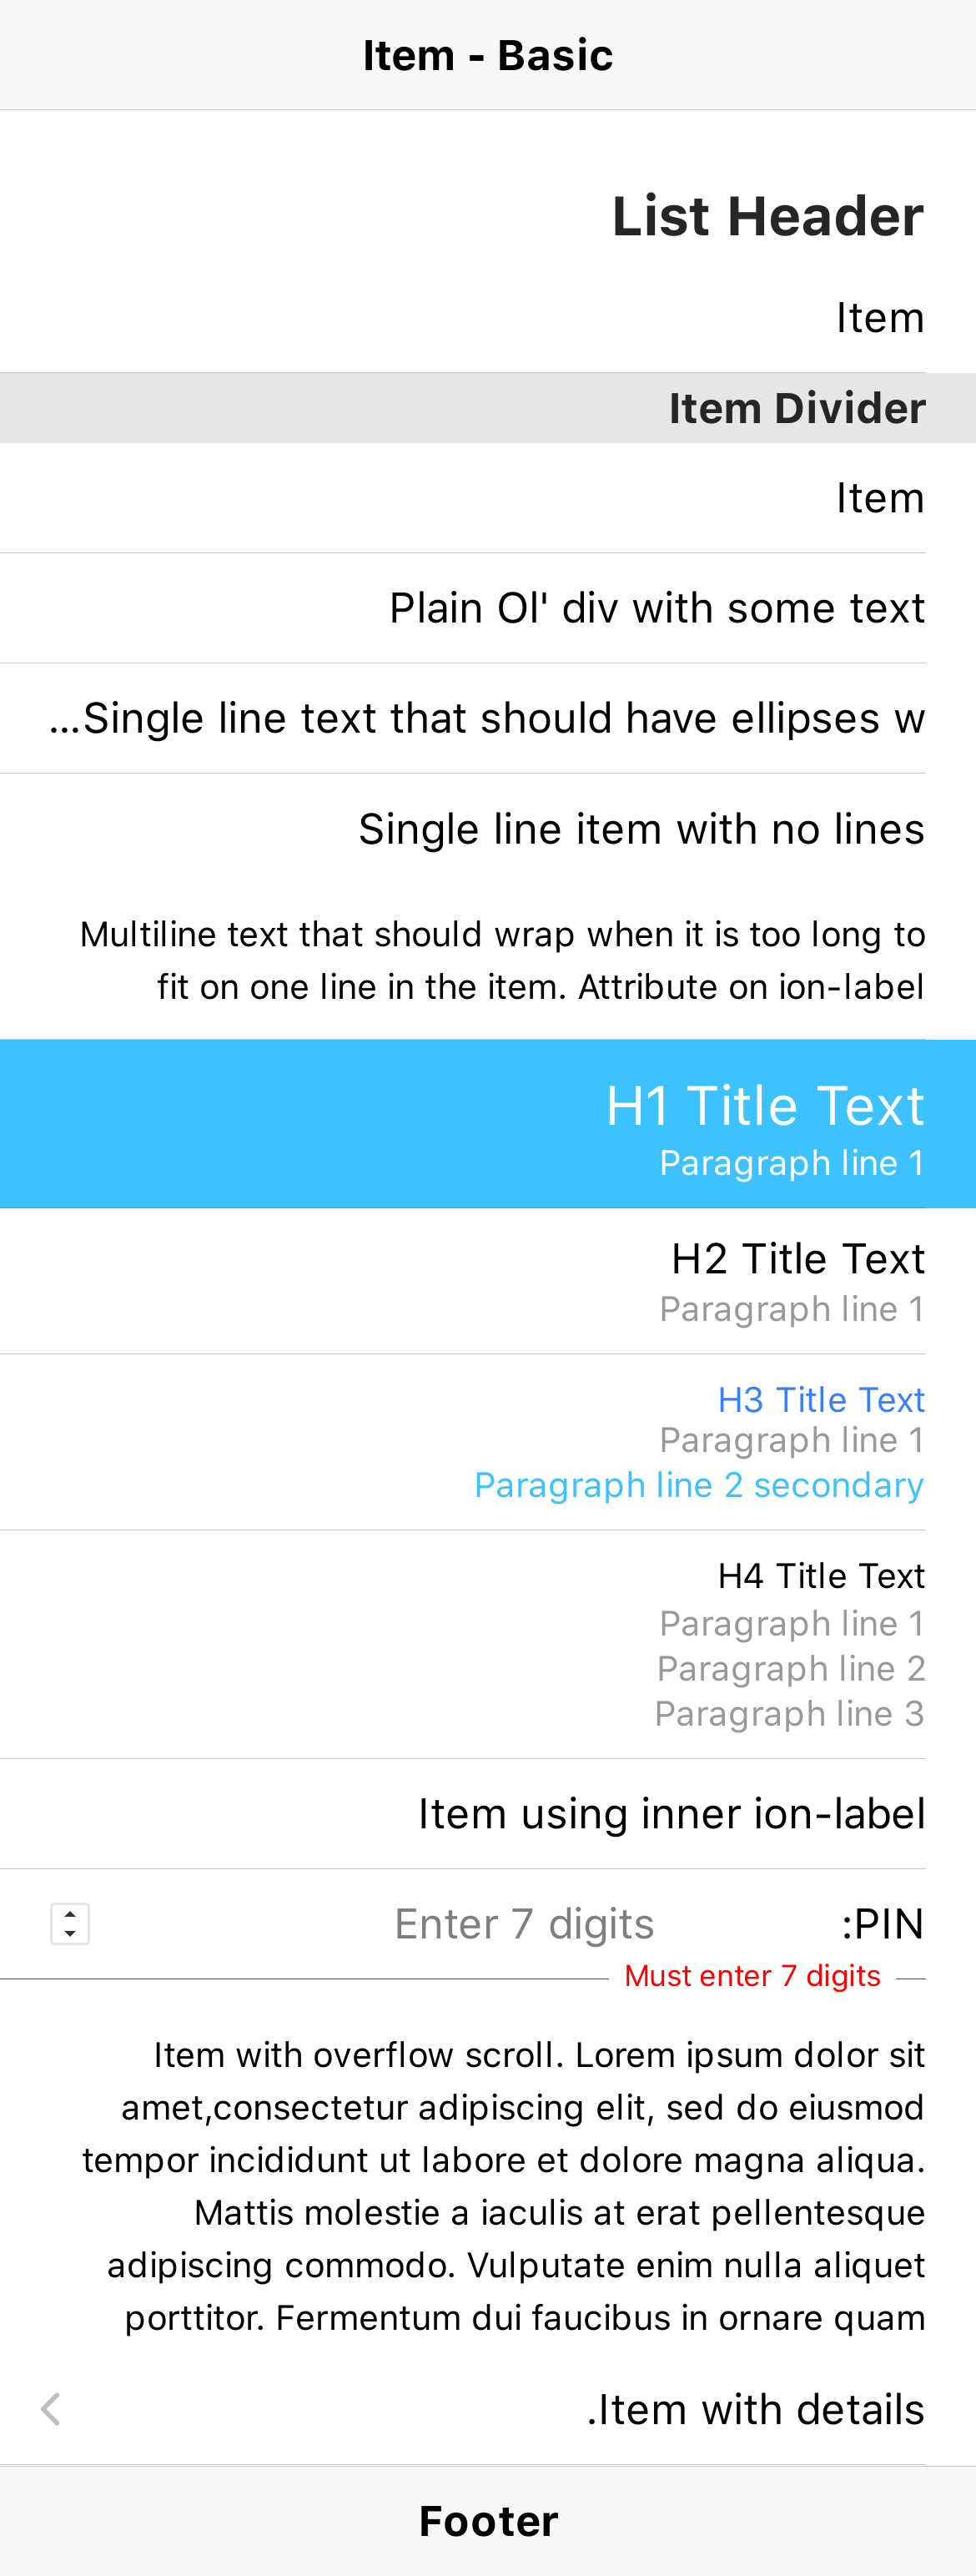 Item - Basic
List Header
Item
Item Divider
Item
Plain Ol' div with some text
...Single line text that should have ellipses w
Single line item with no lines
Multiline text that should wrap when it is too long to
fit on one line in the item. Attribute on ion-label
H1 Title Text
Paragraph line 1
H2 Title Text
Paragraph line 1
H3 Title Text
Paragraph line 1
Paragraph line 2 secondary
H4 Title Text
Paragraph line 1
Paragraph line 2
Paragraph line 3
Item using inner ion-label
:PIN Enter 7 digits
Must enter 7 digits
Item with overflow scroll. Lorem ipsum dolor sit
amet,consectetur adipiscing elit, sed do eiusmod
tempor incididunt ut labore et dolore magna aliqua.
Mattis molestie a iaculis at erat pellentesque
adipiscing commodo. Vulputate enim nulla aliquet
porttitor. Fermentum dui faucibus in ornare quam
.Item with details
Footer